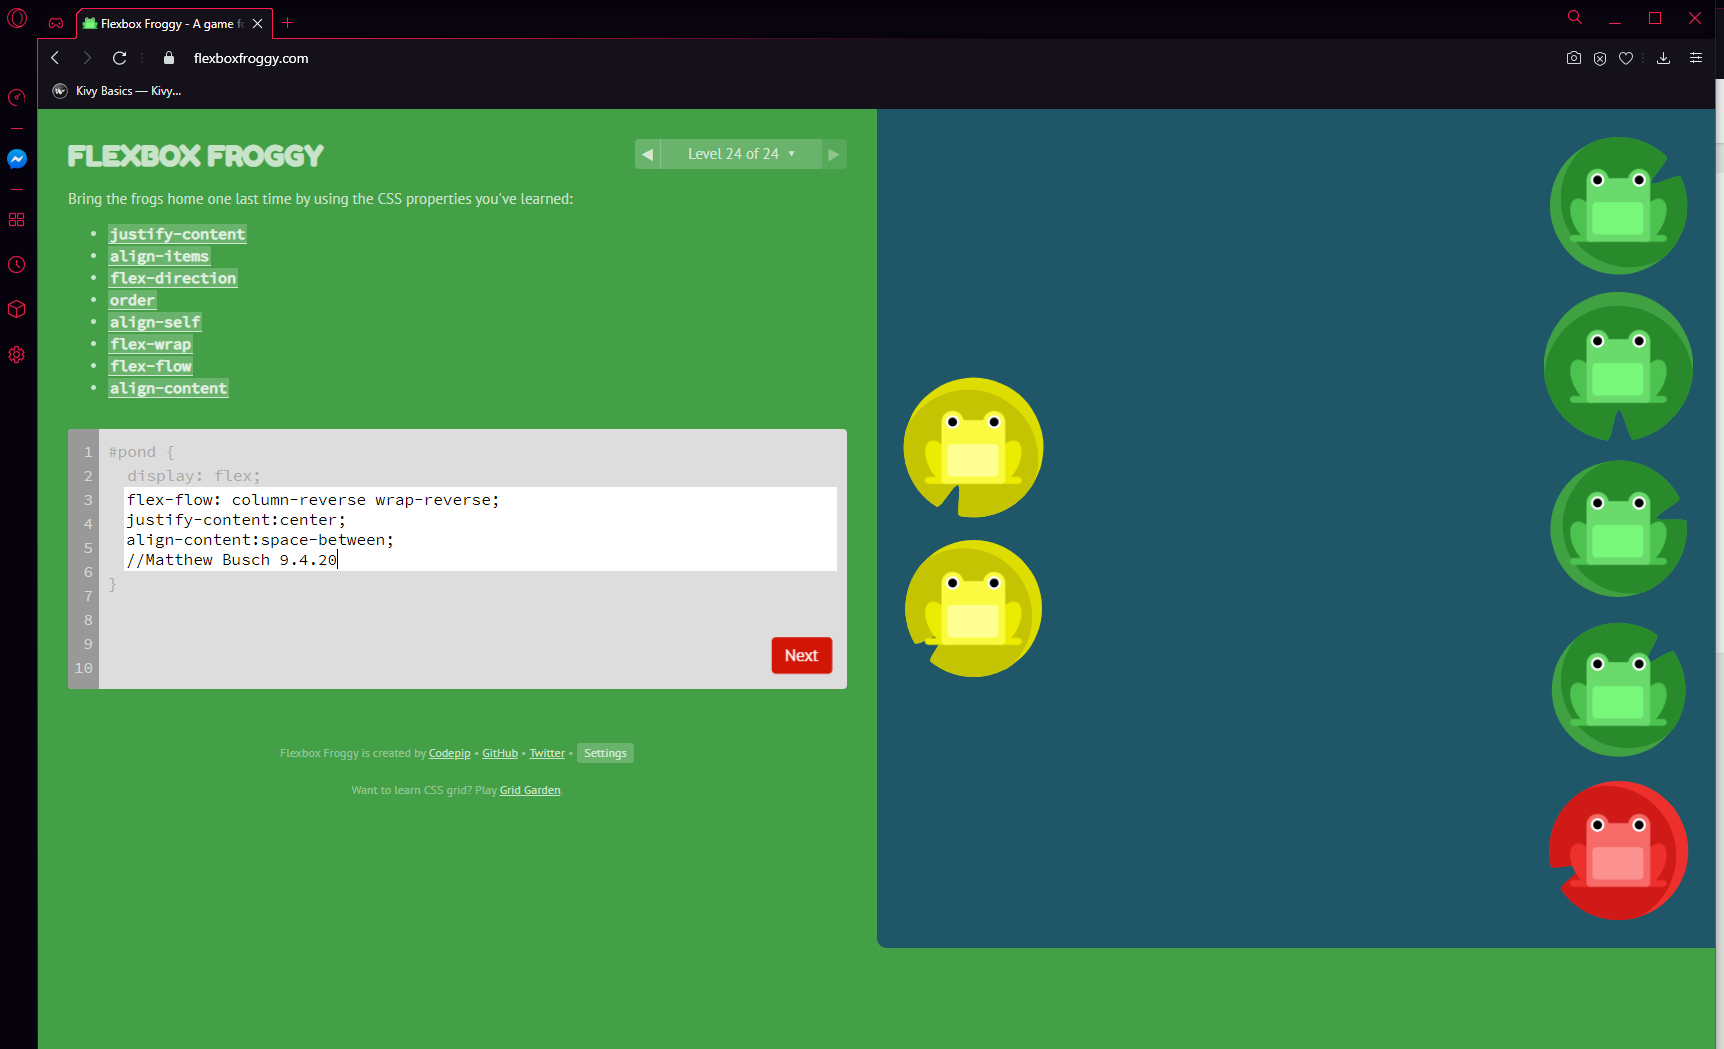 Flexbox Froggy - A game f
flexboxfroggy.com
Kivy Basics — Kivy...
FLEXBOX FROGGY
◀ Level 24 of 24 ▼ ▶
Bring the frogs home one last time by using the CSS properties you've learned:
• justify-content
• align-items
• flex-direction
• order
• align-self
• flex-wrap
• flex-flow
• align-content
1 #pond {
2 display: flex;
3 flex-flow: column-reverse wrap-reverse;
4 justify-content:center;
5 align-content:space-between;
6 //Matthew Busch 9.4.20
7 }
8
9
10
Next
Flexbox Froggy is created by Codepip • GitHub • Twitter • Settings
Want to learn CSS grid? Play Grid Garden.